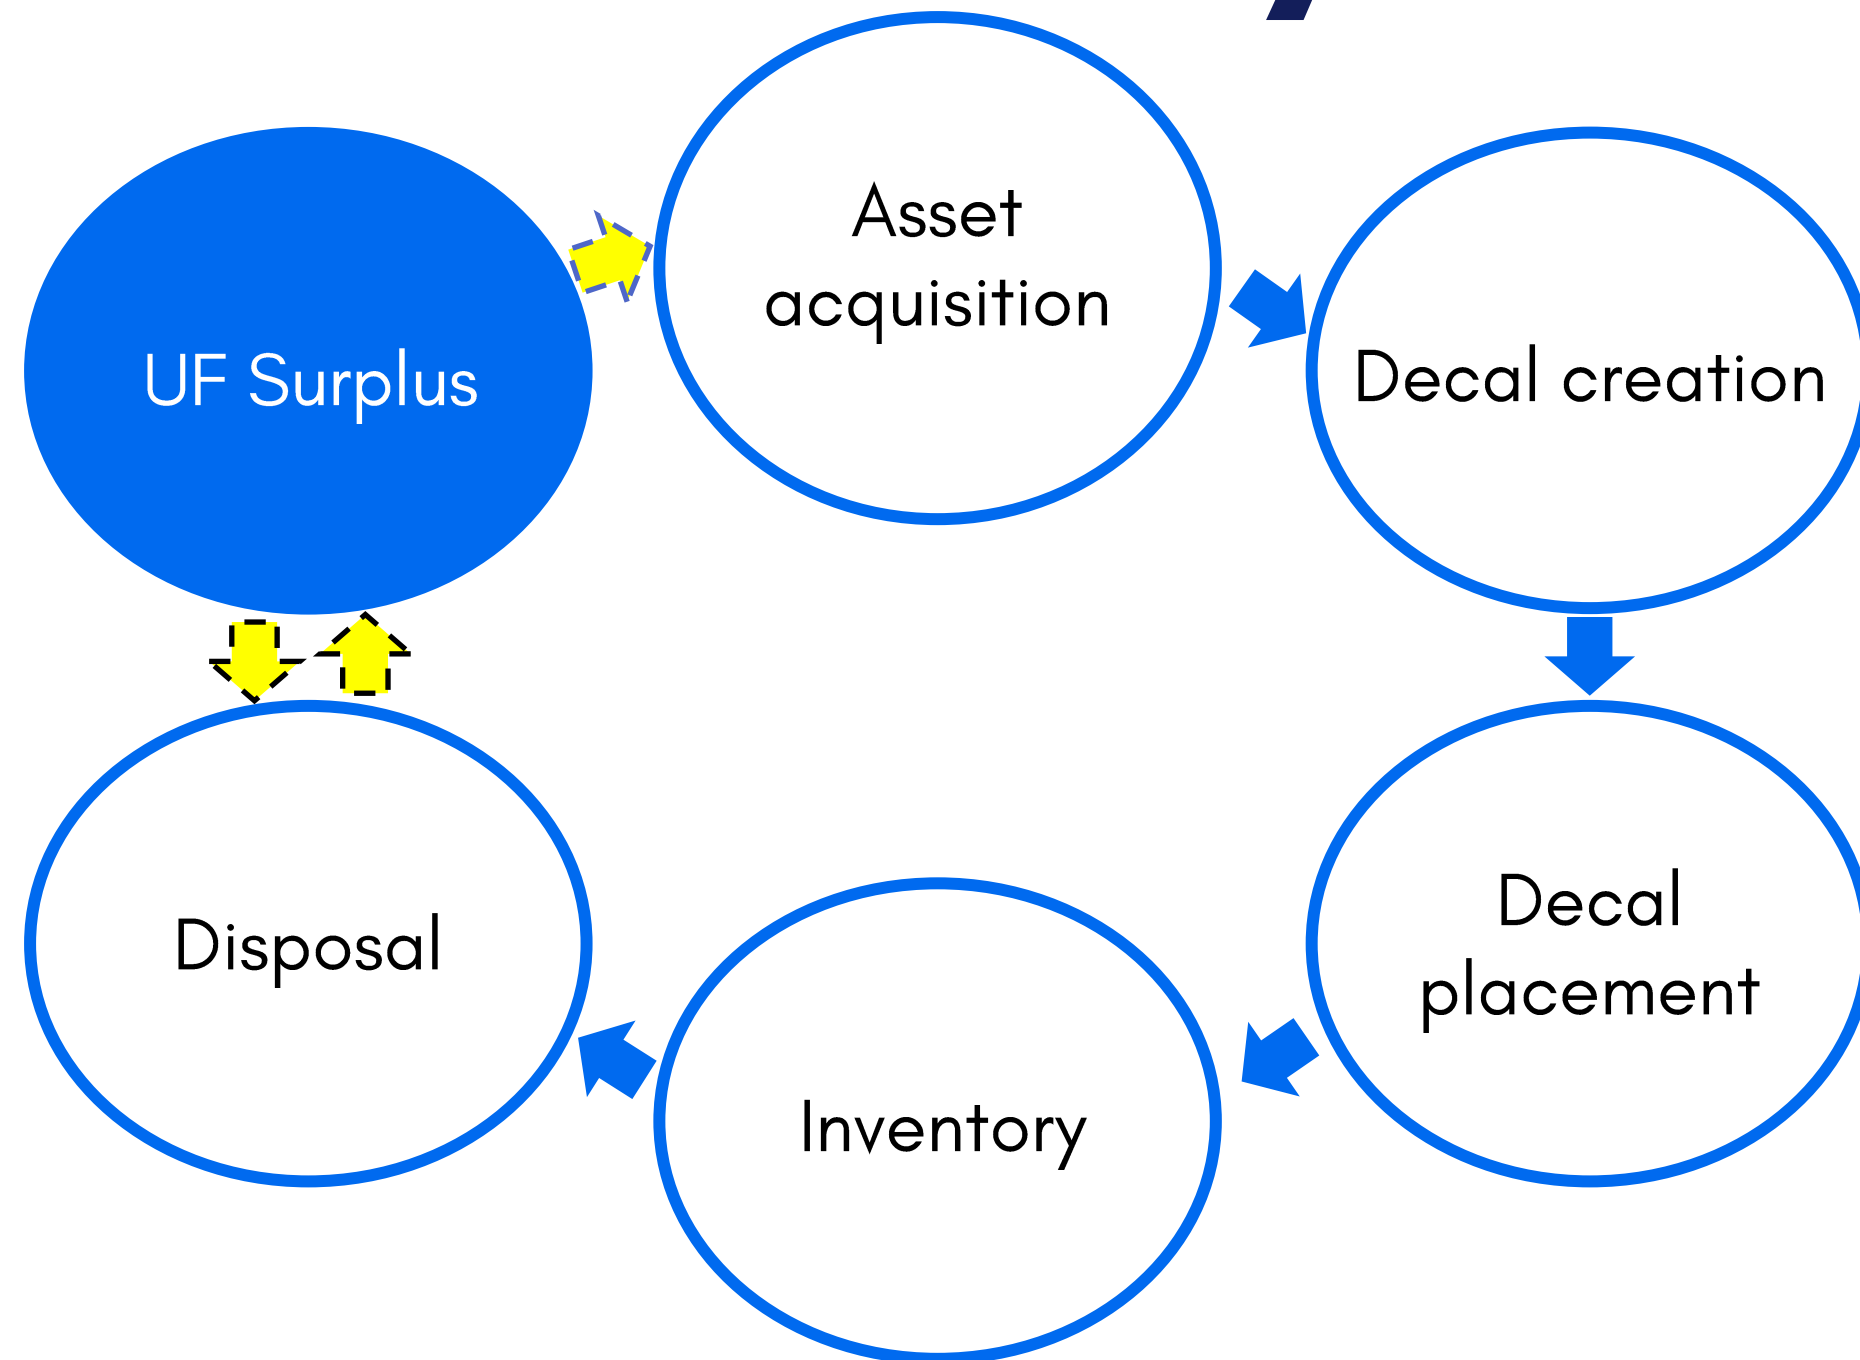 Asset
acquisition
Decal creation
Decal
placement
Inventory
Disposal
UF Surplus